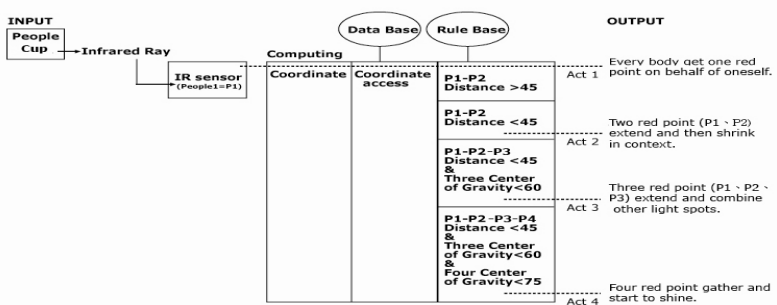 INPUT
People
Cup
Infrared Ray
IR sensor
(People1=P1)
Data Base
Rule Base
Computing
Coordinate
Coordinate
access
P1-P2
Distance >45
P1-P2
Distance <45
P1-P2-P3
Distance <45
&
Three Center
of Gravity<60
P1-P2-P3-P4
Distance <45
&
Three Center
of Gravity<60
&
Four Center
of Gravity<75
OUTPUT
Act 1
Every body get one red
point on behalf of oneself.
Act 2
Two red point (P1、P2)
extend and then shrink
in context.
Act 3
Three red point (P1、P2、
P3) extend and combine
other light spots.
Act 4
Four red point gather and
start to shine.